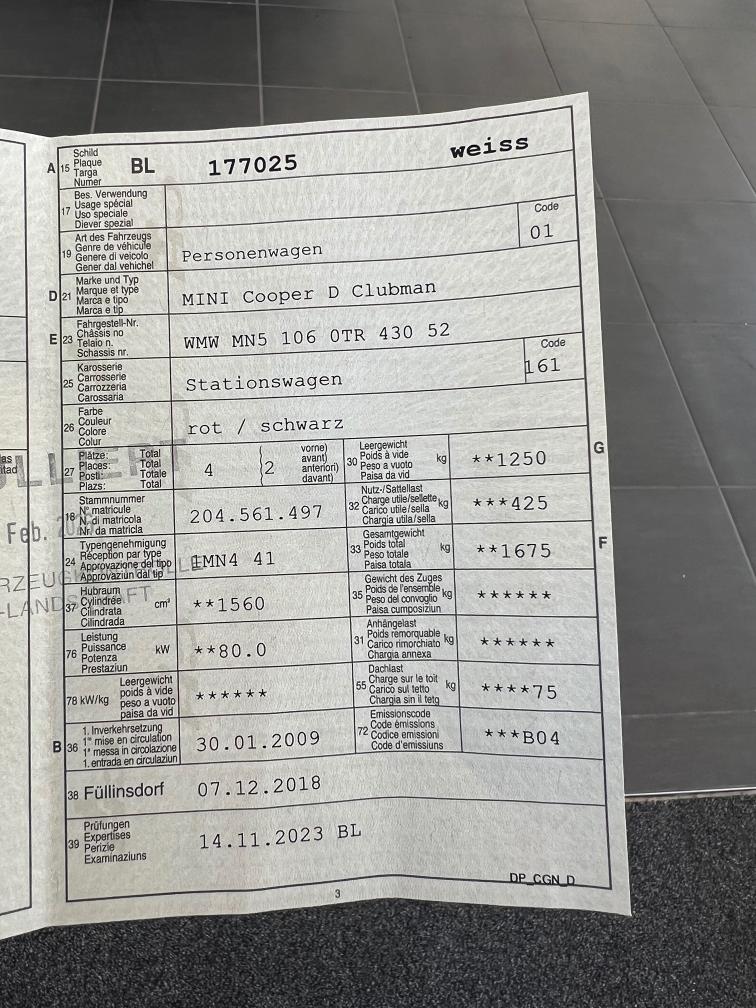 A 15 Schild
Plaque
Targa
Numer
BL 177025 weiss
17 Bes. Verwendung
Usage spécial
Uso speciale
Diever spezial
19 Art des Fahrzeugs
Genre de véhicule
Genere di veicolo
Gener dal vehichel
Personenwagen
Code
01
D 21 Marke und Typ
Marque et type
Marca e tipo
Marca e tip
MINI Cooper D Clubman
E 23 Fahrgestell-Nr.
Châssis no
Telaio n.
Schassis nr.
WMW MN5 106 0TR 430 52
25 Karosserie
Carrosserie
Carrozzeria
Carossaria
Stationswagen
Code
161
26 Farbe
Couleur
Colore
Colur
rot / schwarz
27 Plätze: Total
Places: Total
Posti: Totale
Plazs: Total
4 2 vorne)
avant)
anteriori)
davant)
30 Leergewicht
Poids à vide
Peso a vuoto
Paisa da vid
kg **1250 G
18 Stammnummer
N° matricule
N. di matricola
Nr. da matricla
204.561.497
32 Nutz-/Sattellast
Charge utile/sellette
Carico utile/sella
Chargia utila/sella
kg ***425
24 Typengenehmigung
Réception par type
Approvazione del tipo
Approvaziun dal tip
1MN4 41
33 Gesamtgewicht
Poids total
Peso totale
Paisa totala
kg **1675 F
37 Hubraum
Cylindrée
Cilindrata
Cilindrada
cm³ **1560
35 Gewicht des Zuges
Poids de l'ensemble
Peso del convoglio
Paisa cumposiziun
kg ******
76 Leistung
Puissance
Potenza
Prestaziun
kW **80.0
31 Anhängelast
Poids remorquable
Carico rimorchiato
Chargia annexa
kg ******
78 kW/kg Leergewicht
poids à vide
peso a vuoto
paisa da vid
******
55 Dachlast
Charge sur le toit
Carico sul tetto
Chargia sin il tetg
kg ****75
B 36 1. Inverkehrsetzung
1re mise en circulation
1a messa in circolazione
1. entrada en circulaziun
30.01.2009
72 Emissionscode
Code émissions
Codice emissioni
Code d'emissiuns
***B04
38 Füllinsdorf 07.12.2018
39 Prüfungen
Expertises
Perizie
Examinaziuns
14.11.2023 BL
DP_CGN_D
3
Feb.